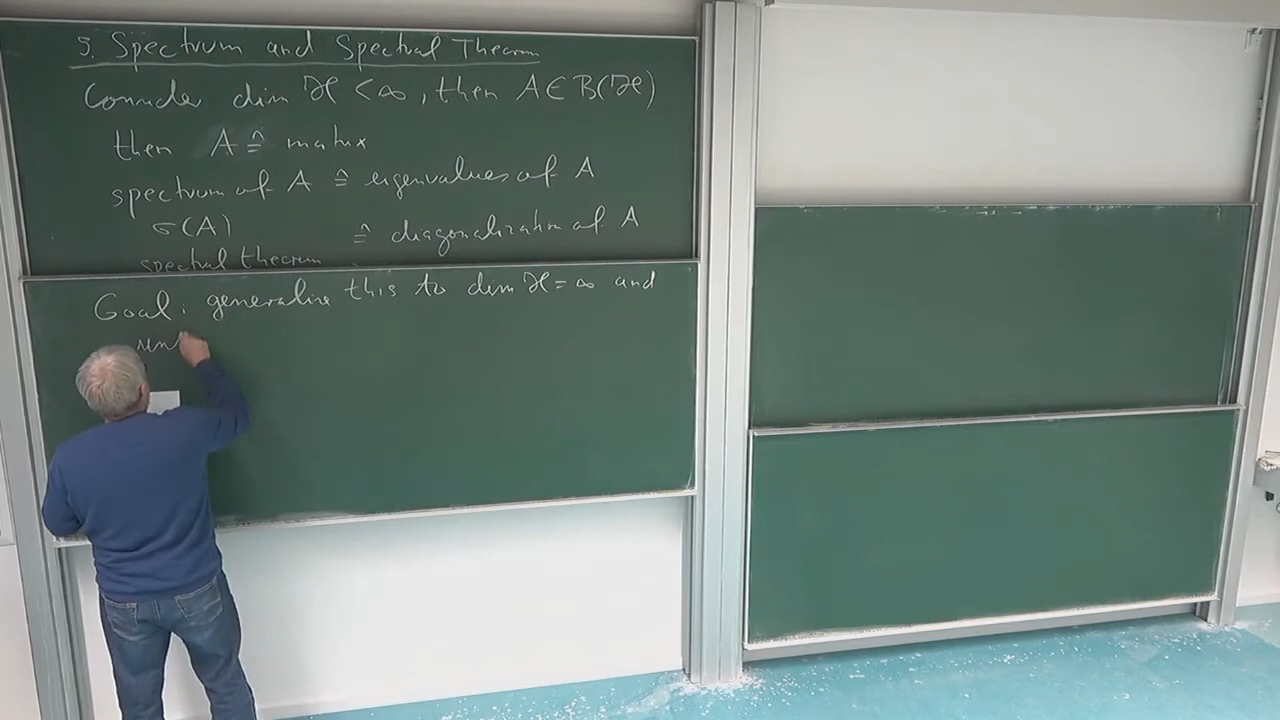 5. Spectrum and Spectral Theorem
Consider dim ℋ < ∞, then A ∈ B(ℋ)
then A ≙ matrix
spectrum of A ≙ eigenvalues of A
σ(A)
≙ diagonalization of A
spectral theorem
Goal: generalize this to dim ℋ = ∞ and